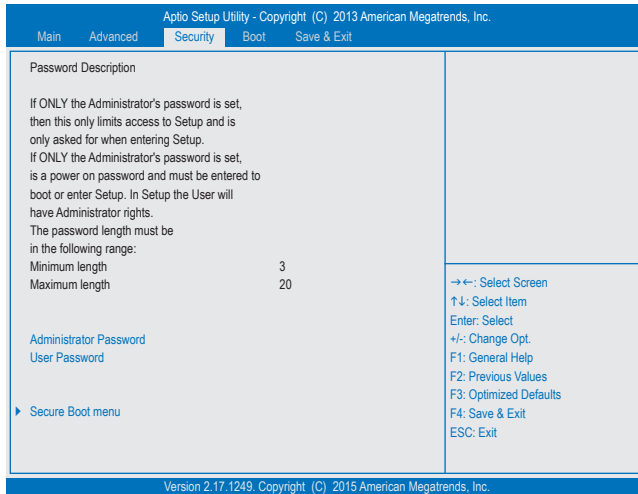 Aptio Setup Utility - Copyright (C) 2013 American Megatrends, Inc.
Main Advanced Security Boot Save & Exit
Password Description
If ONLY the Administrator's password is set,
then this only limits access to Setup and is
only asked for when entering Setup.
If ONLY the Administrator's password is set,
is a power on password and must be entered to
boot or enter Setup. In Setup the User will
have Administrator rights.
The password length must be
in the following range:
Minimum length 3
Maximum length 20
Administrator Password
User Password
Secure Boot menu
→←: Select Screen
↑↓: Select Item
Enter: Select
+/-: Change Opt.
F1: General Help
F2: Previous Values
F3: Optimized Defaults
F4: Save & Exit
ESC: Exit
Version 2.17.1249. Copyright (C) 2015 American Megatrends, Inc.